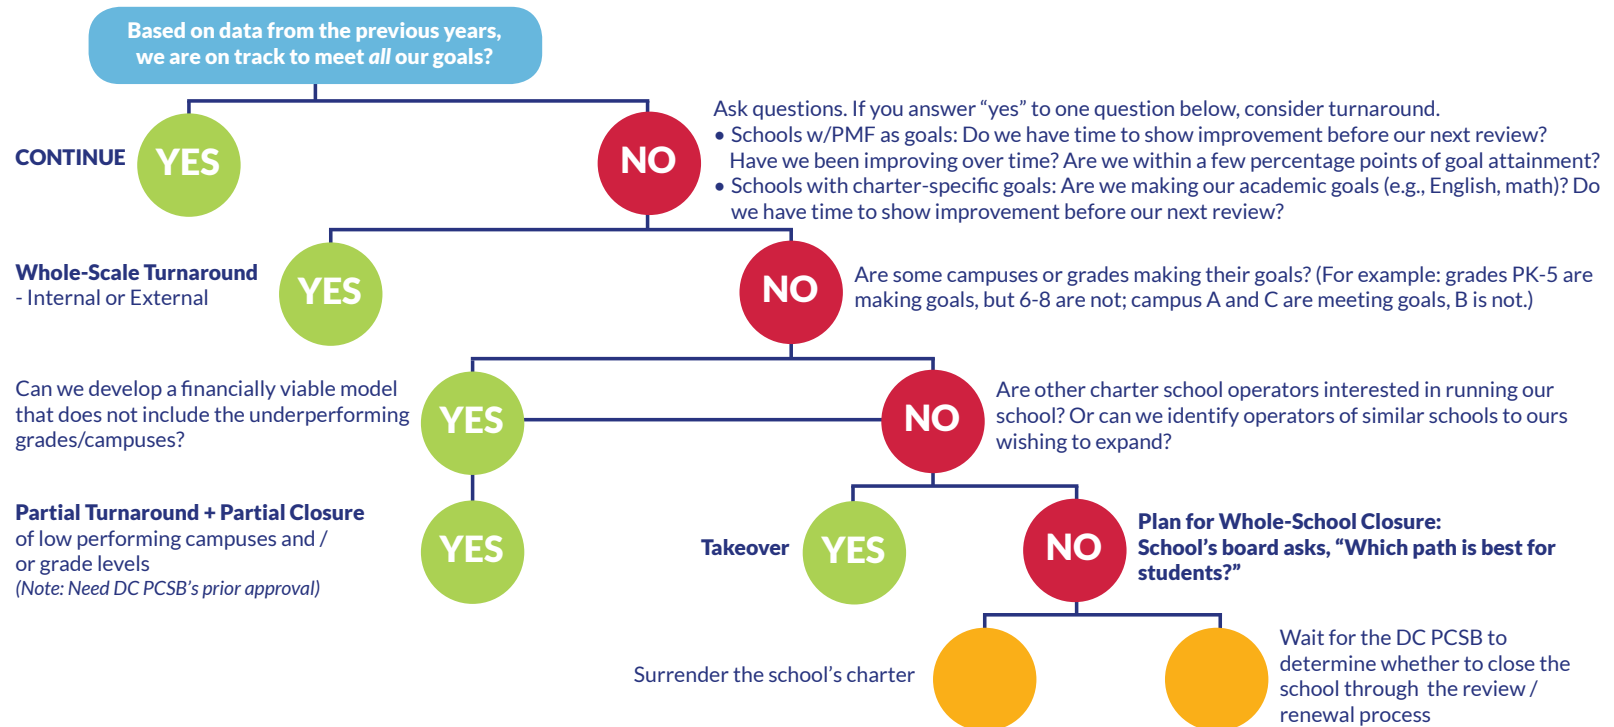 Based on data from the previous years,
we are on track to meet all our goals?
Ask questions. If you answer “yes” to one question below, consider turnaround.
• Schools w/PMF as goals: Do we have time to show improvement before our next review?
Have we been improving over time? Are we within a few percentage points of goal attainment?
• Schools with charter-specific goals: Are we making our academic goals (e.g., English, math)? Do
we have time to show improvement before our next review?
CONTINUE
YES
NO
Whole-Scale Turnaround
- Internal or External
YES
NO
Are some campuses or grades making their goals? (For example: grades PK-5 are
making goals, but 6-8 are not; campus A and C are meeting goals, B is not.)
Can we develop a financially viable model
that does not include the underperforming
grades/campuses?
YES
NO
Are other charter school operators interested in running our
school? Or can we identify operators of similar schools to ours
wishing to expand?
Partial Turnaround + Partial Closure
of low performing campuses and /
or grade levels
(Note: Need DC PCSB’s prior approval)
YES
Takeover
YES
NO
Plan for Whole-School Closure:
School’s board asks, “Which path is best for
students?”
Surrender the school’s charter
Wait for the DC PCSB to
determine whether to close the
school through the review /
renewal process